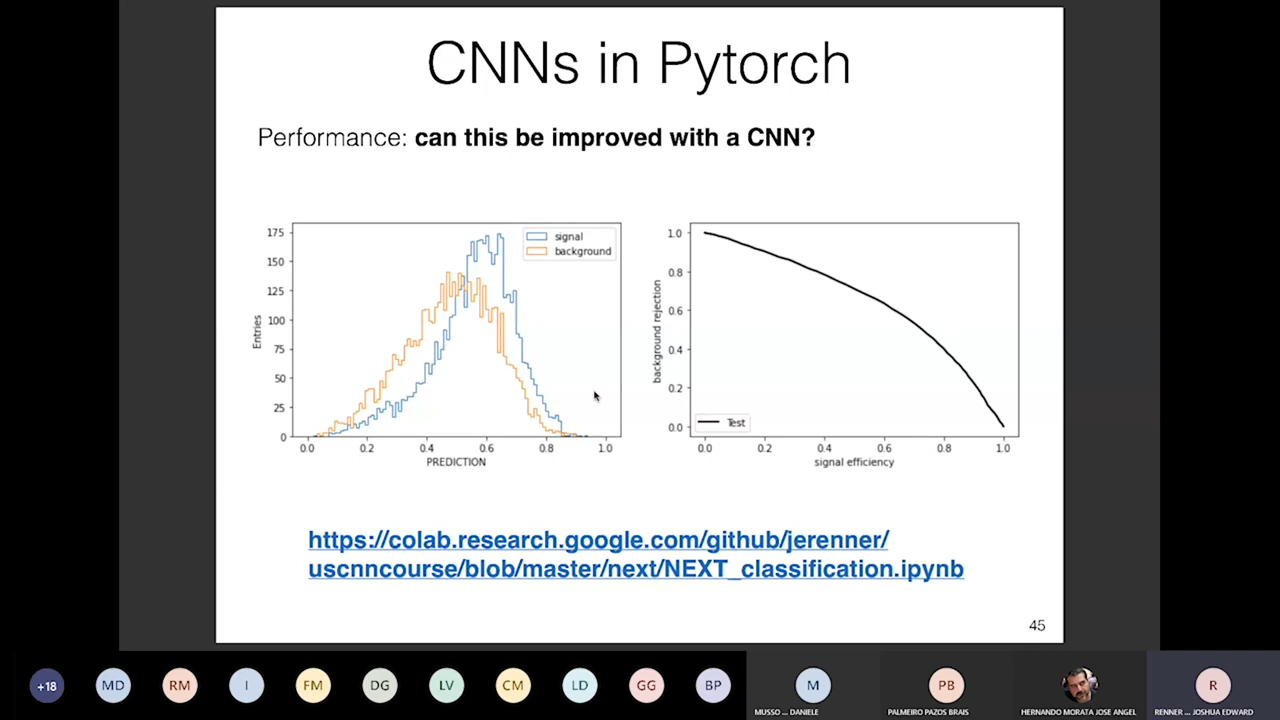 CNNs in Pytorch
Performance: can this be improved with a CNN?
175
150
125
100
75
50
25
0
Entries
signal
background
0.0 0.2 0.4 0.6 0.8 1.0
PREDICTION
1.0
0.8
0.6
0.4
0.2
0.0
background rejection
Test
0.0 0.2 0.4 0.6 0.8 1.0
signal efficiency
https://colab.research.google.com/github/jerenner/
uscnncourse/blob/master/next/NEXT_classification.ipynb
45
+18 MD RM I FM DG LV CM LD GG BP M PB R
MUSSO ... DANIELE PALMEIRO PAZOS BRAIS HERNANDO MORATA JOSE ANGEL RENNER ... JOSHUA EDWARD